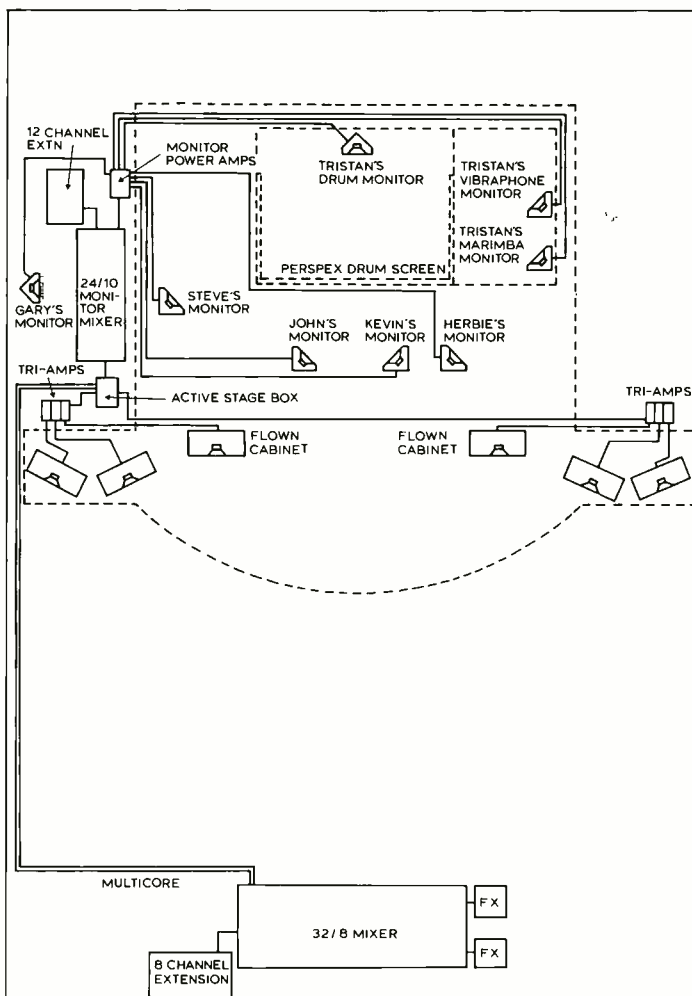 12 CHANNEL
EXTN
MONITOR
POWER AMPS
TRISTAN'S
DRUM MONITOR
TRISTAN'S
VIBRAPHONE
MONITOR
TRISTAN'S
MARIMBA
MONITOR
PERSPEX DRUM SCREEN
24/10
MONI-
TOR
MIXER
GARY'S
MONITOR
STEVE'S
MONITOR
JOHN'S
MONITOR
KEVIN'S
MONITOR
HERBIE'S
MONITOR
TRI-AMPS
ACTIVE STAGE BOX
TRI-AMPS
FLOWN
CABINET
FLOWN
CABINET
MULTICORE
32/8 MIXER
FX
FX
8 CHANNEL
EXTENSION